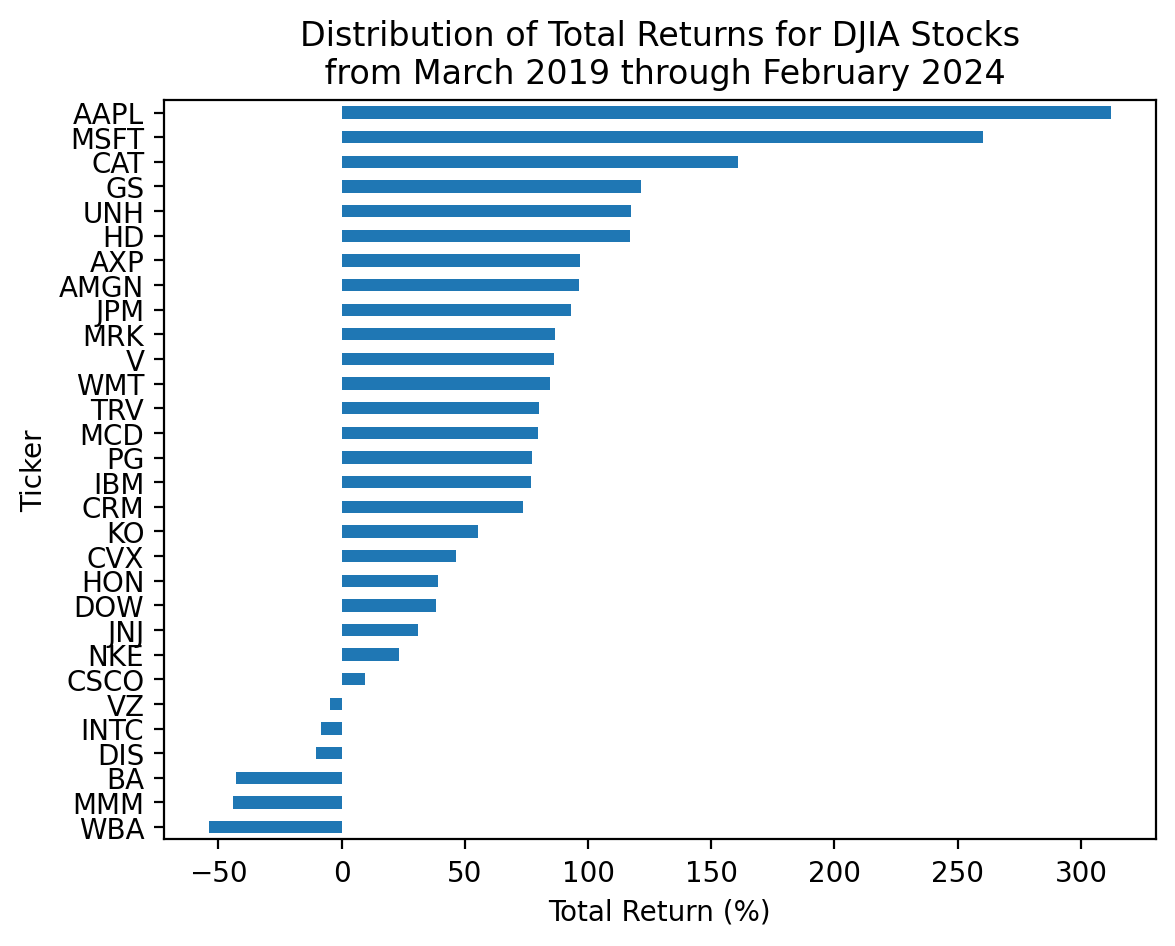 Distribution of Total Returns for DJIA Stocks
from March 2019 through February 2024
AAPL
MSFT
CAT
GS
UNH
HD
AXP
AMGN
JPM
MRK
V
WMT
TRV
MCD
PG
IBM
CRM
KO
CVX
HON
DOW
JNJ
NKE
CSCO
VZ
INTC
DIS
BA
MMM
WBA
Ticker
−50 0 50 100 150 200 250 300
Total Return (%)